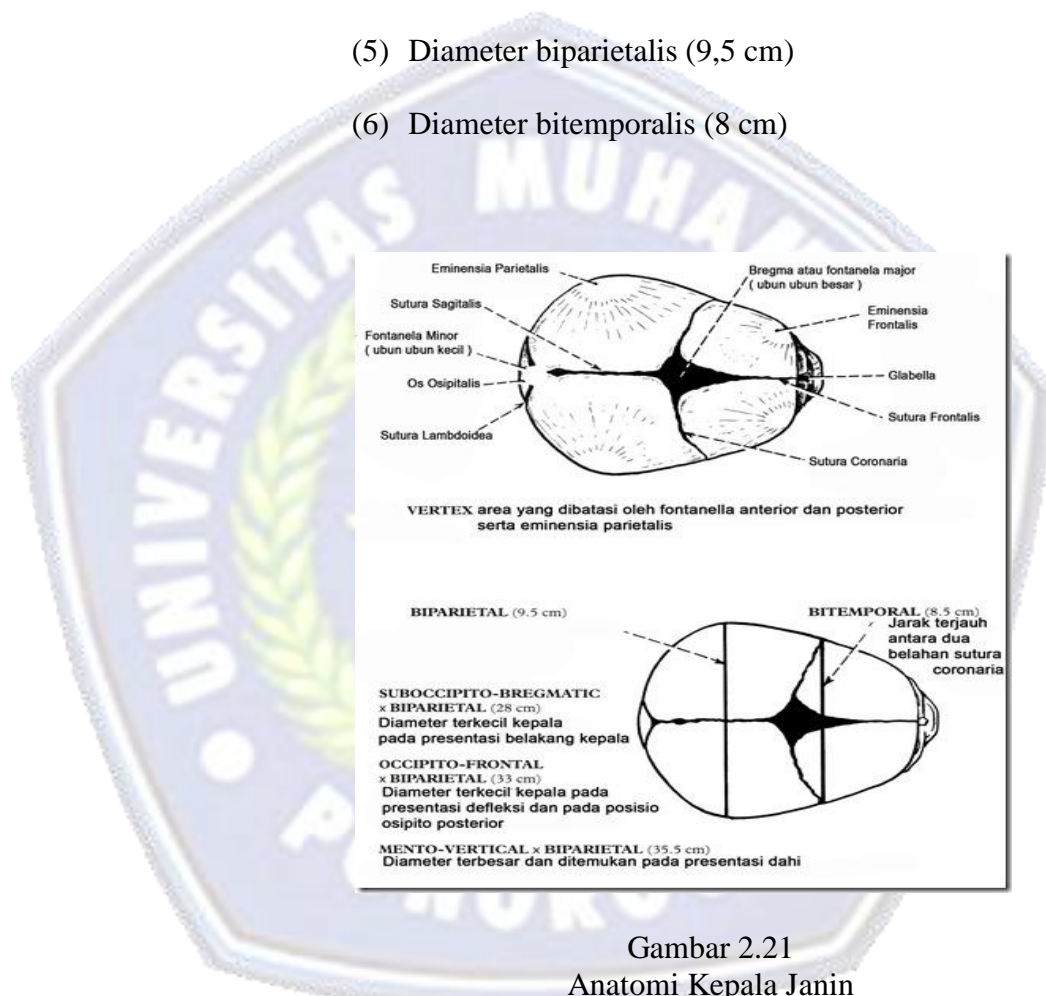 (5) Diameter biparietalis (9,5 cm)
(6) Diameter bitemporalis (8 cm)
UNIVERSITAS MUHAM
Eminensia Parietalis
Bregma atau fontanela major
( ubun ubun besar )
Sutura Sagitalis
Eminensia
Frontalis
Fontanela Minor
( ubun ubun kecil )
Os Osipitalis
Glabella
Sutura Frontalis
Sutura Lambdoidea
Sutura Coronaria
VERTEX area yang dibatasi oleh fontanella anterior dan posterior
serta eminensia parietalis
BIPARIETAL (9.5 cm)
BITEMPORAL (8.5 cm)
Jarak terjauh
antara dua
belahan sutura
coronaria
SUBOCCIPITO-BREGMATIC
x BIPARIETAL (28 cm)
Diameter terkecil kepala
pada presentasi belakang kepala
OCCIPITO-FRONTAL
x BIPARIETAL (33 cm)
Diameter terkecil kepala pada
presentasi defleksi dan pada posisio
osipito posterior
MENTO-VERTICAL x BIPARIETAL (35.5 cm)
Diameter terbesar dan ditemukan pada presentasi dahi
Gambar 2.21
Anatomi Kepala Janin